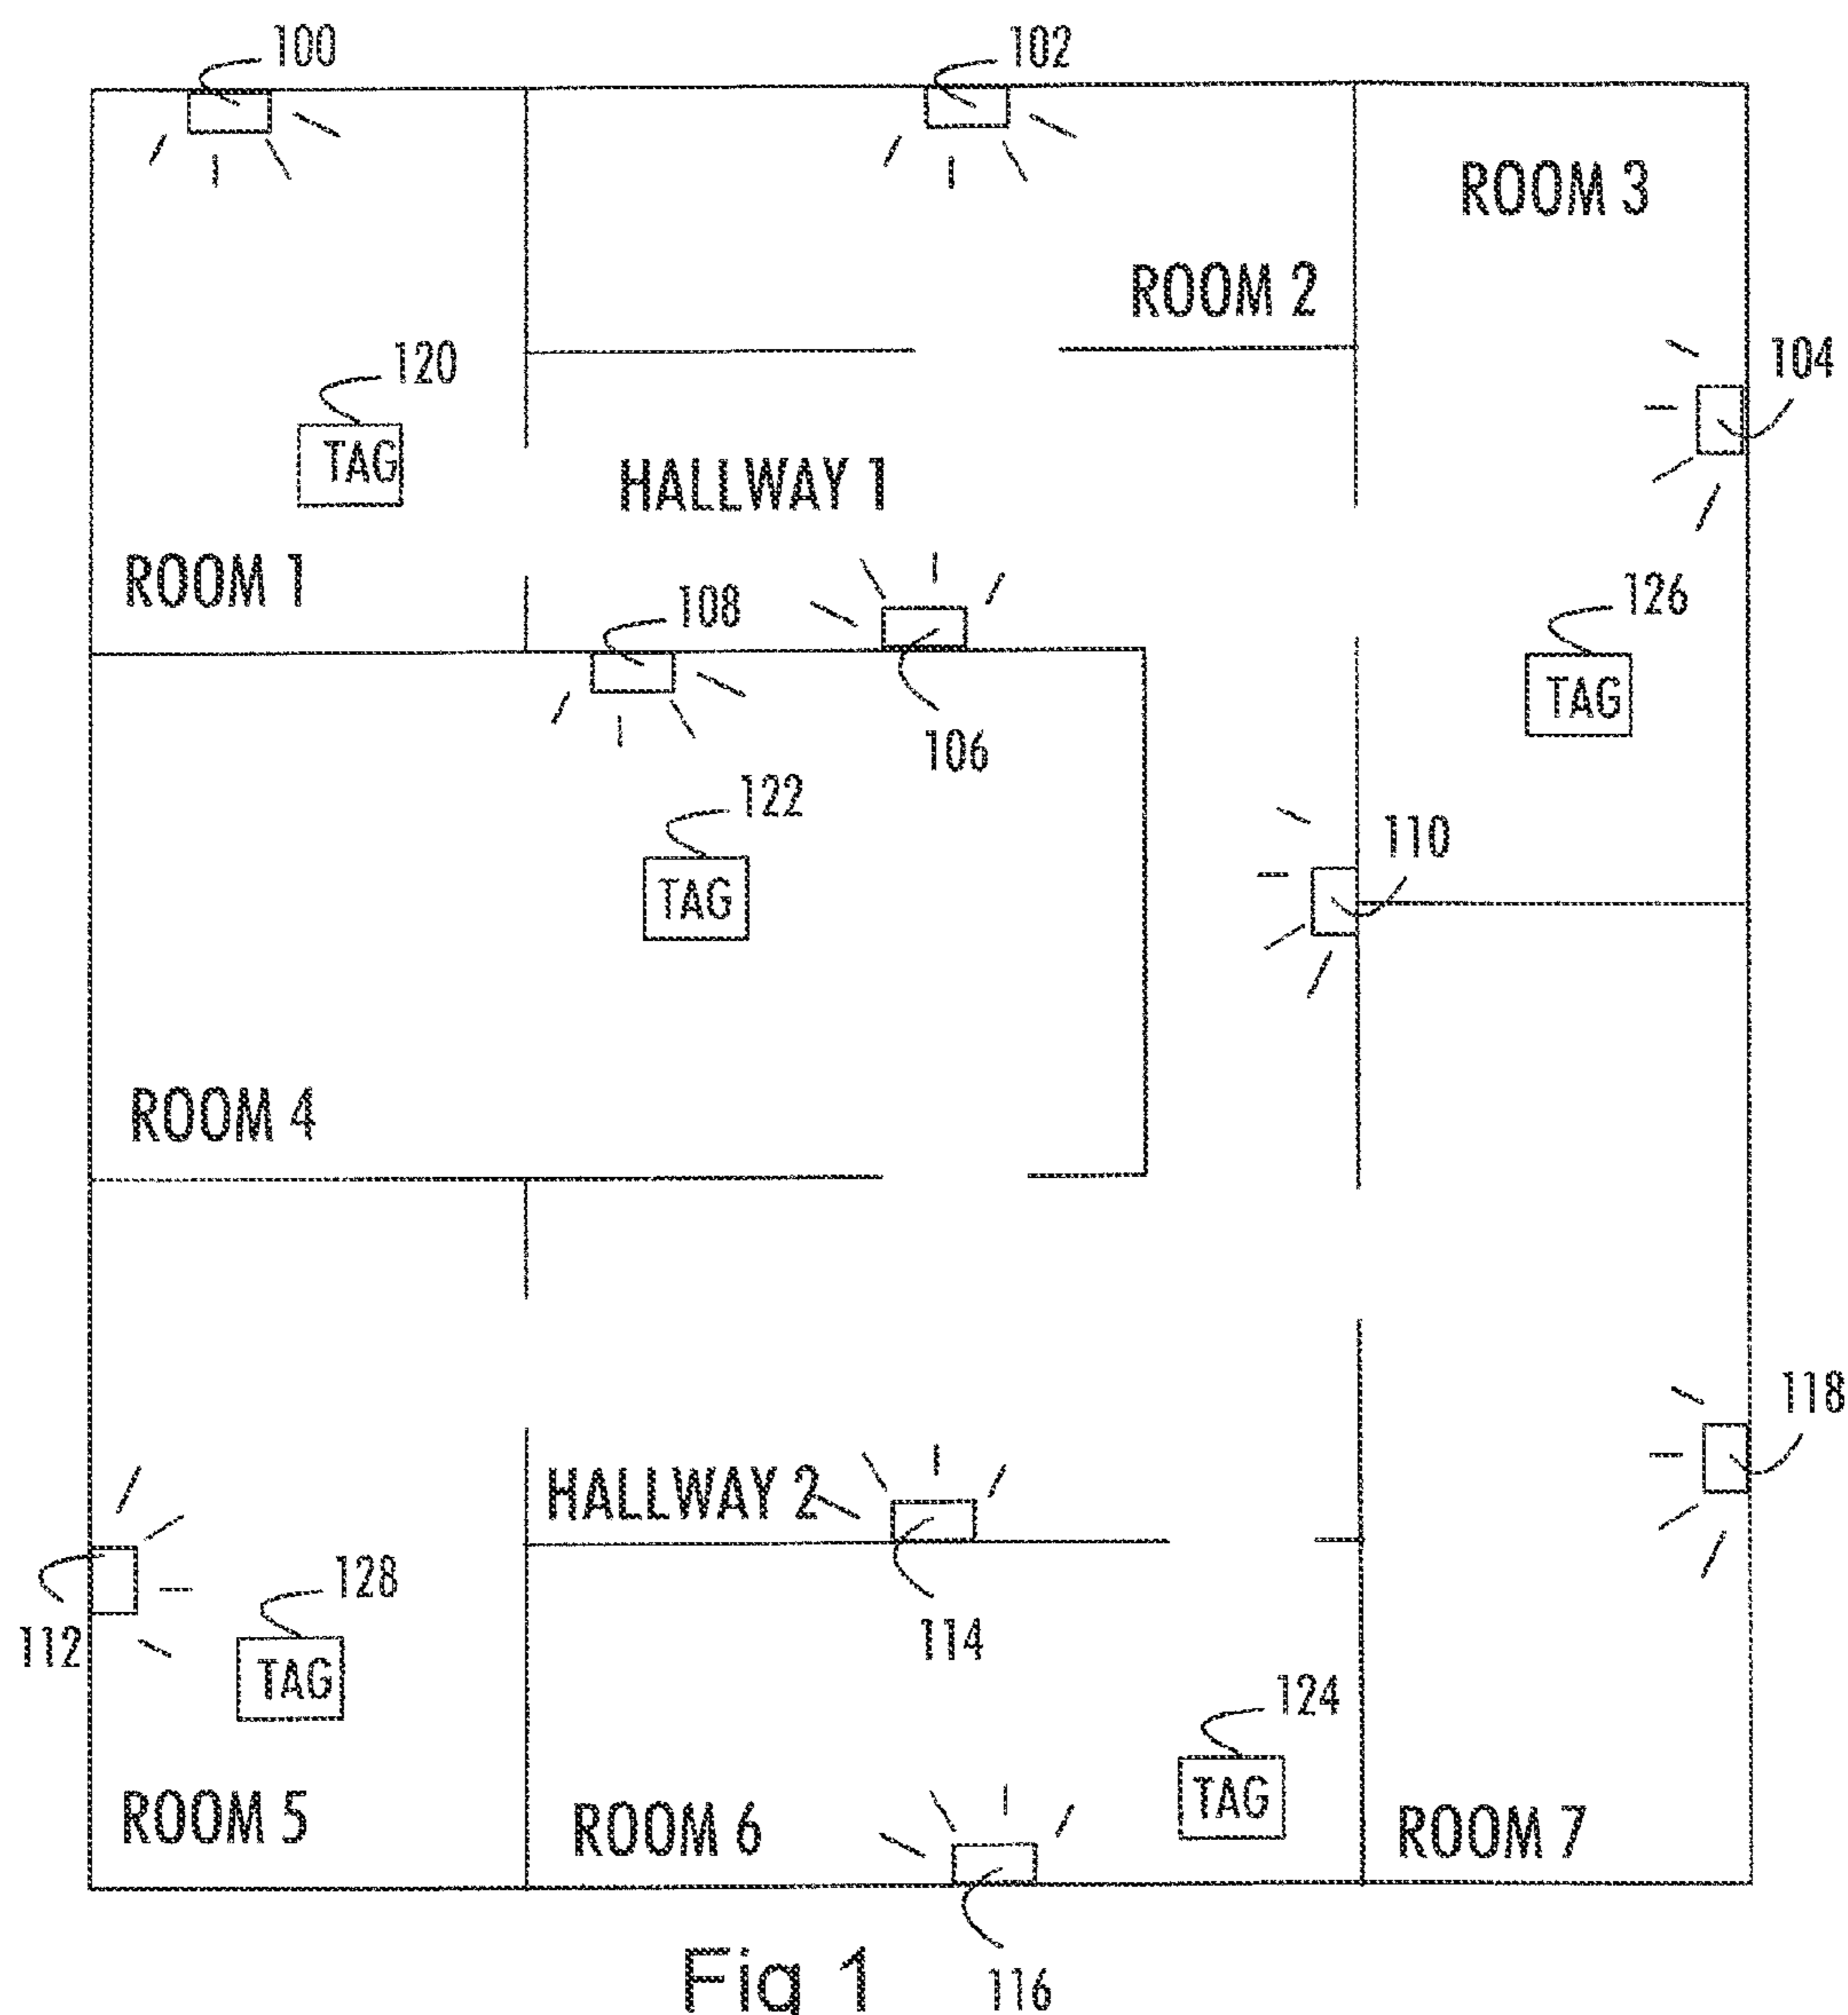 100
102
ROOM 3
ROOM 2
104
120
TAG
HALLWAY 1
ROOM 1
108
126
TAG
106
122
110
TAG
ROOM 4
118
HALLWAY 2
112
128
114
TAG
124
TAG
ROOM 5
ROOM 6
ROOM 7
Fig 1
116